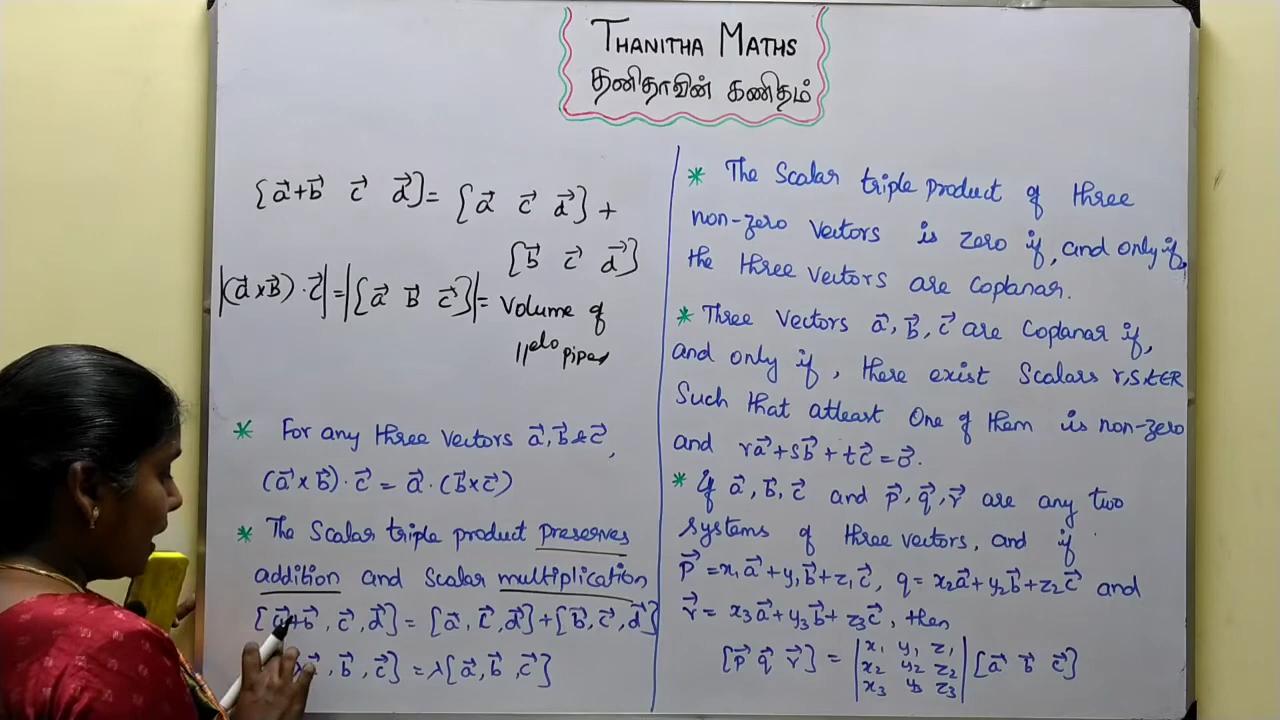 THANITHA MATHS
தனிதாவின் கணிதம்
[a⃗+b⃗ c⃗ d⃗] = [a⃗ c⃗ d⃗] +
[b⃗ c⃗ d⃗]
|(a⃗×b⃗)·c⃗| = |[a⃗ b⃗ c⃗]| = Volume of
||elo piped
* For any three vectors a⃗, b⃗ & c⃗,
(a⃗×b⃗)·c⃗ = a⃗·(b⃗×c⃗)
* The Scalar triple product preserves
addition and scalar multiplication
[a⃗+b⃗, c⃗, d⃗] = [a⃗, c⃗, d⃗] + [b⃗, c⃗, d⃗]
, b⃗, c⃗] = λ[a⃗, b⃗, c⃗]
* The Scalar triple product of three
non-zero vectors is zero if, and only if,
the three vectors are coplanar.
* Three vectors a⃗, b⃗, c⃗ are Coplanar if,
and only if, there exist Scalars r,s,t∈R
Such that atleast One of them is non-zero
and ra⃗+sb⃗+tc⃗=0⃗.
* If a⃗, b⃗, c⃗ and p⃗, q⃗, r⃗ are any two
systems of three vectors, and if
p⃗ = x₁a⃗+y₁b⃗+z₁c⃗, q = x₂a⃗+y₂b⃗+z₂c⃗ and
r⃗ = x₃a⃗+y₃b⃗+z₃c⃗, then
[p⃗ q⃗ r⃗] = | x₁ y₁ z₁
x₂ y₂ z₂
x₃ y₃ z₃ | [a⃗ b⃗ c⃗]